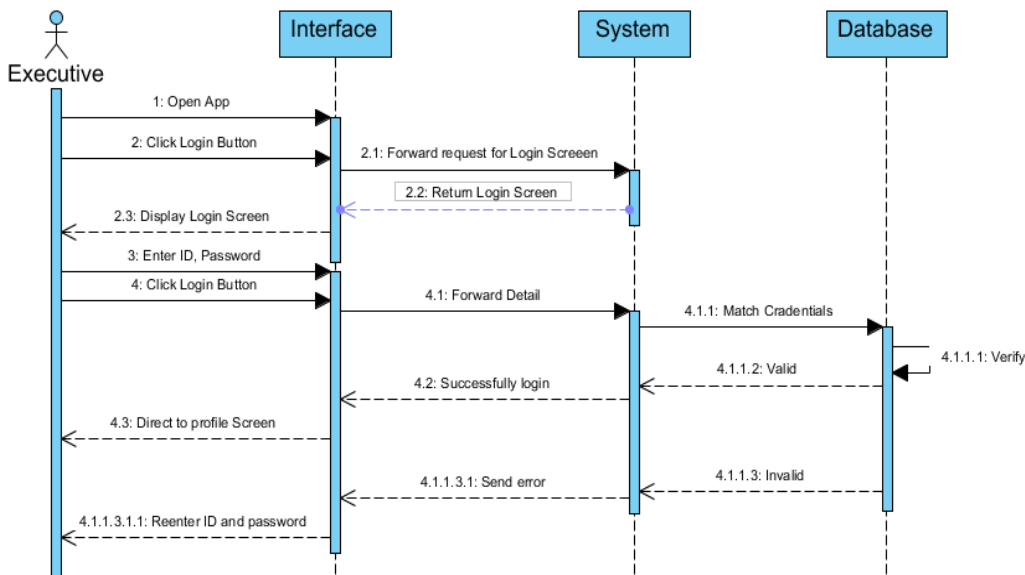 Interface
System
Database
Executive
1: Open App
2: Click Login Button
2.1: Forward request for Login Screeen
2.2: Return Login Screen
2.3: Display Login Screen
3: Enter ID, Password
4: Click Login Button
4.1: Forward Detail
4.1.1: Match Credentials
4.1.1.1: Verify
4.1.1.2: Valid
4.2: Successfully login
4.3: Direct to profile Screen
4.1.1.3: Invalid
4.1.1.3.1: Send error
4.1.1.3.1.1: Reenter ID and password